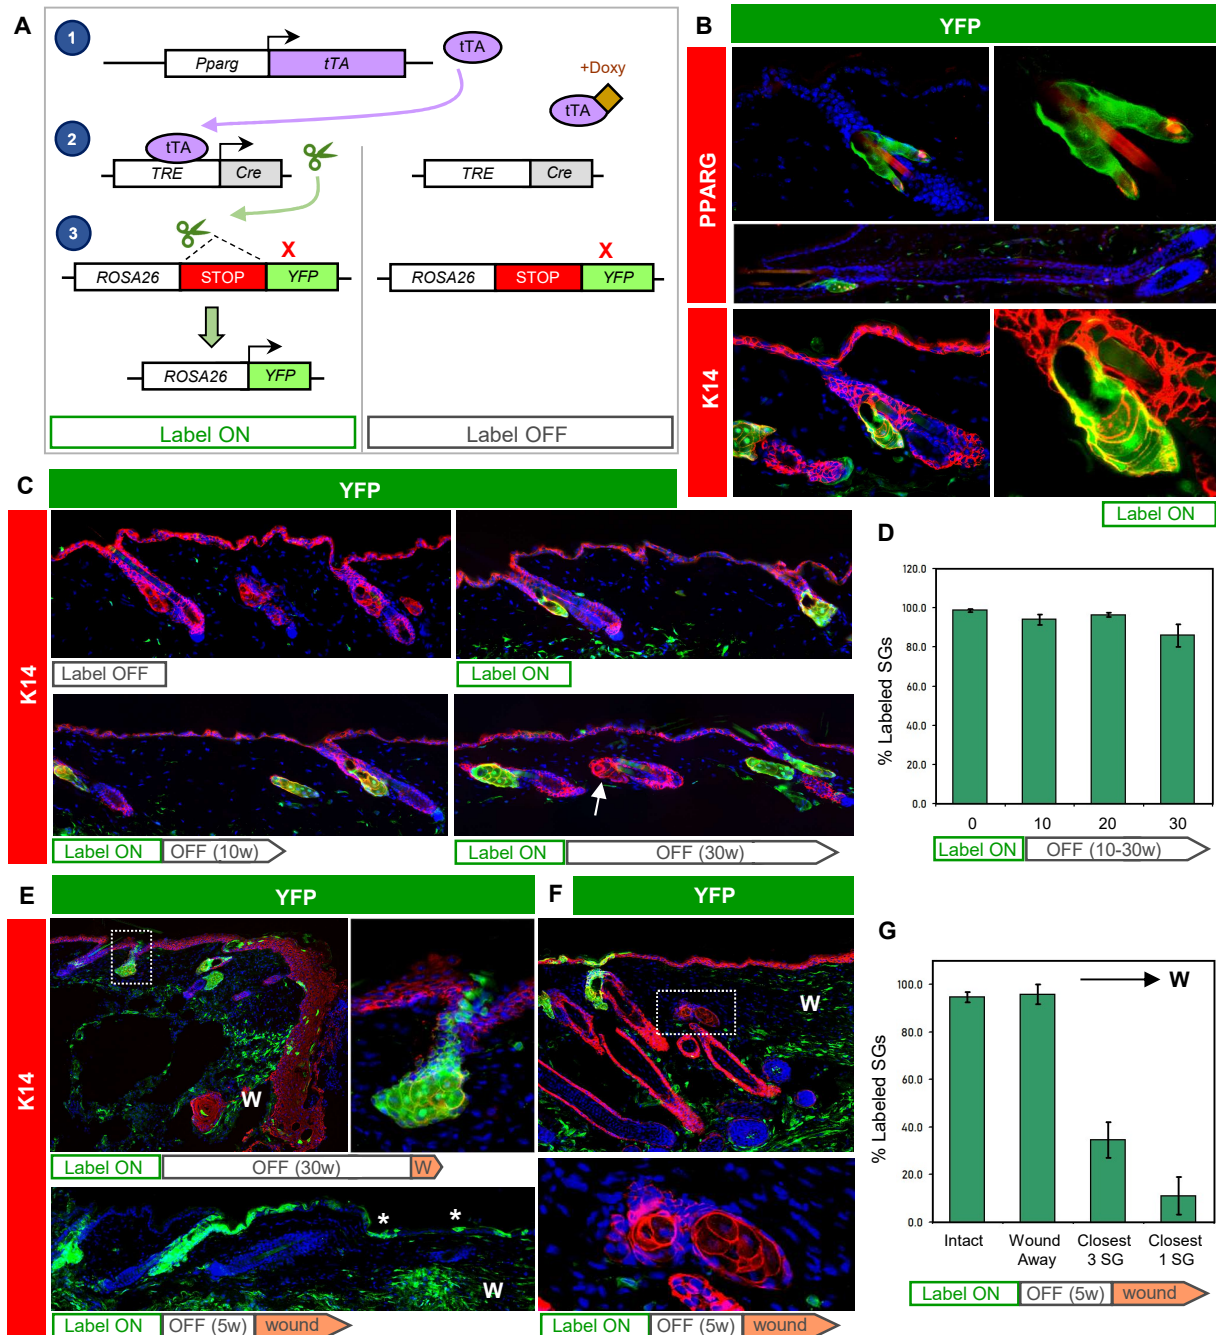 A
1
Pparg
tTA
tTA
+Doxy
tTA
2
tTA
TRE
Cre
TRE
Cre
3
X
X
ROSA26
STOP
YFP
ROSA26
STOP
YFP
ROSA26
YFP
Label ON
Label OFF
B
YFP
PPARG
K14
Label ON
C
YFP
K14
Label OFF
Label ON
Label ON
OFF (10w)
Label ON
OFF (30w)
D
% Labeled SGs
120.0
100.0
80.0
60.0
40.0
20.0
0.0
0
10
20
30
Label ON
OFF (10-30w)
E
YFP
K14
W
Label ON
OFF (30w)
W
*
*
W
Label ON
OFF (5w)
wound
F
YFP
W
Label ON
OFF (5w)
wound
G
W
% Labeled SGs
100.0
80.0
60.0
40.0
20.0
0.0
Intact
Wound Away
Closest 3 SG
Closest 1 SG
Label ON
OFF (5w)
wound